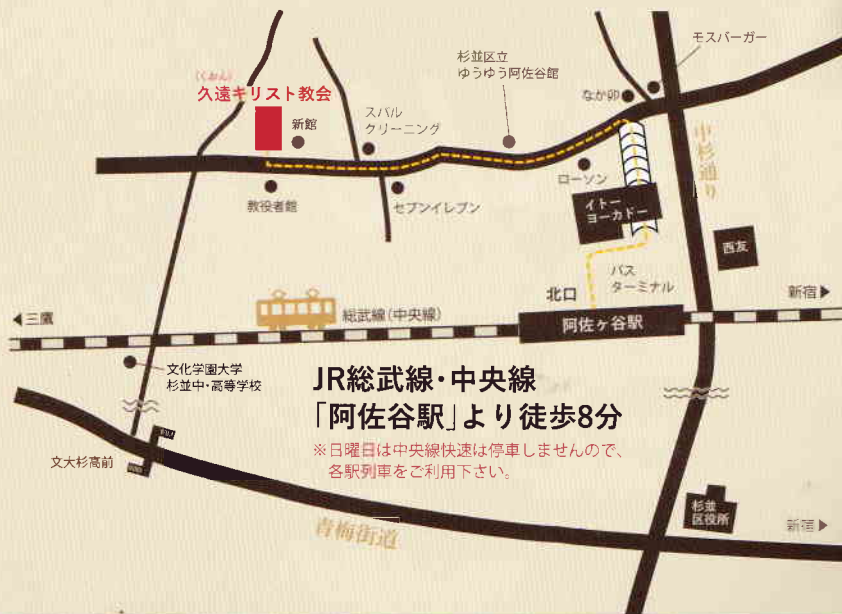 モスバーガー
杉並区立
ゆうゆう阿佐谷館
(くおん)
久遠キリスト教会
なか卯
スバル
クリーニング
新館
中杉通り
ローソン
教役者館
セブンイレブン
イトー
ヨーカドー
西友
バス
ターミナル
北口
新宿▶
◀三鷹
総武線(中央線)
阿佐ヶ谷駅
文化学園大学
杉並中・高等学校
JR総武線・中央線
「阿佐谷駅」より徒歩8分
※日曜日は中央線快速は停車しませんので、
各駅列車をご利用下さい。
文大杉高前
杉並
区役所
青梅街道
新宿▶